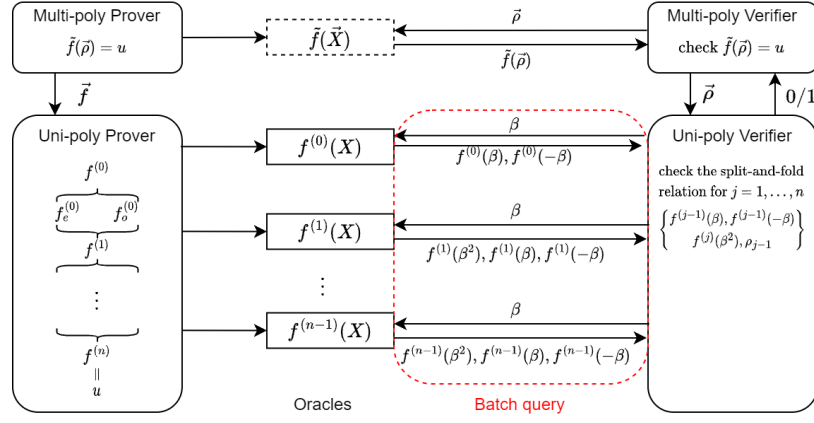 Multi-poly Prover
f̃(ρ⃗) = u
f̃(X⃗)
ρ⃗
f̃(ρ⃗)
Multi-poly Verifier
check f̃(ρ⃗) = u
f⃗
ρ⃗
0/1
Uni-poly Prover
f^{(0)}
f_e^{(0)} f_o^{(0)}
f^{(1)}
⋮
f^{(n)}
॥
u
f^{(0)}(X)
β
f^{(0)}(β), f^{(0)}(−β)
f^{(1)}(X)
β
f^{(1)}(β²), f^{(1)}(β), f^{(1)}(−β)
⋮
f^{(n−1)}(X)
β
f^{(n−1)}(β²), f^{(n−1)}(β), f^{(n−1)}(−β)
Uni-poly Verifier
check the split-and-fold
relation for j = 1, …, n
{f^{(j−1)}(β), f^{(j−1)}(−β)
f^{(j)}(β²), ρ_{j−1}}
Oracles
Batch query